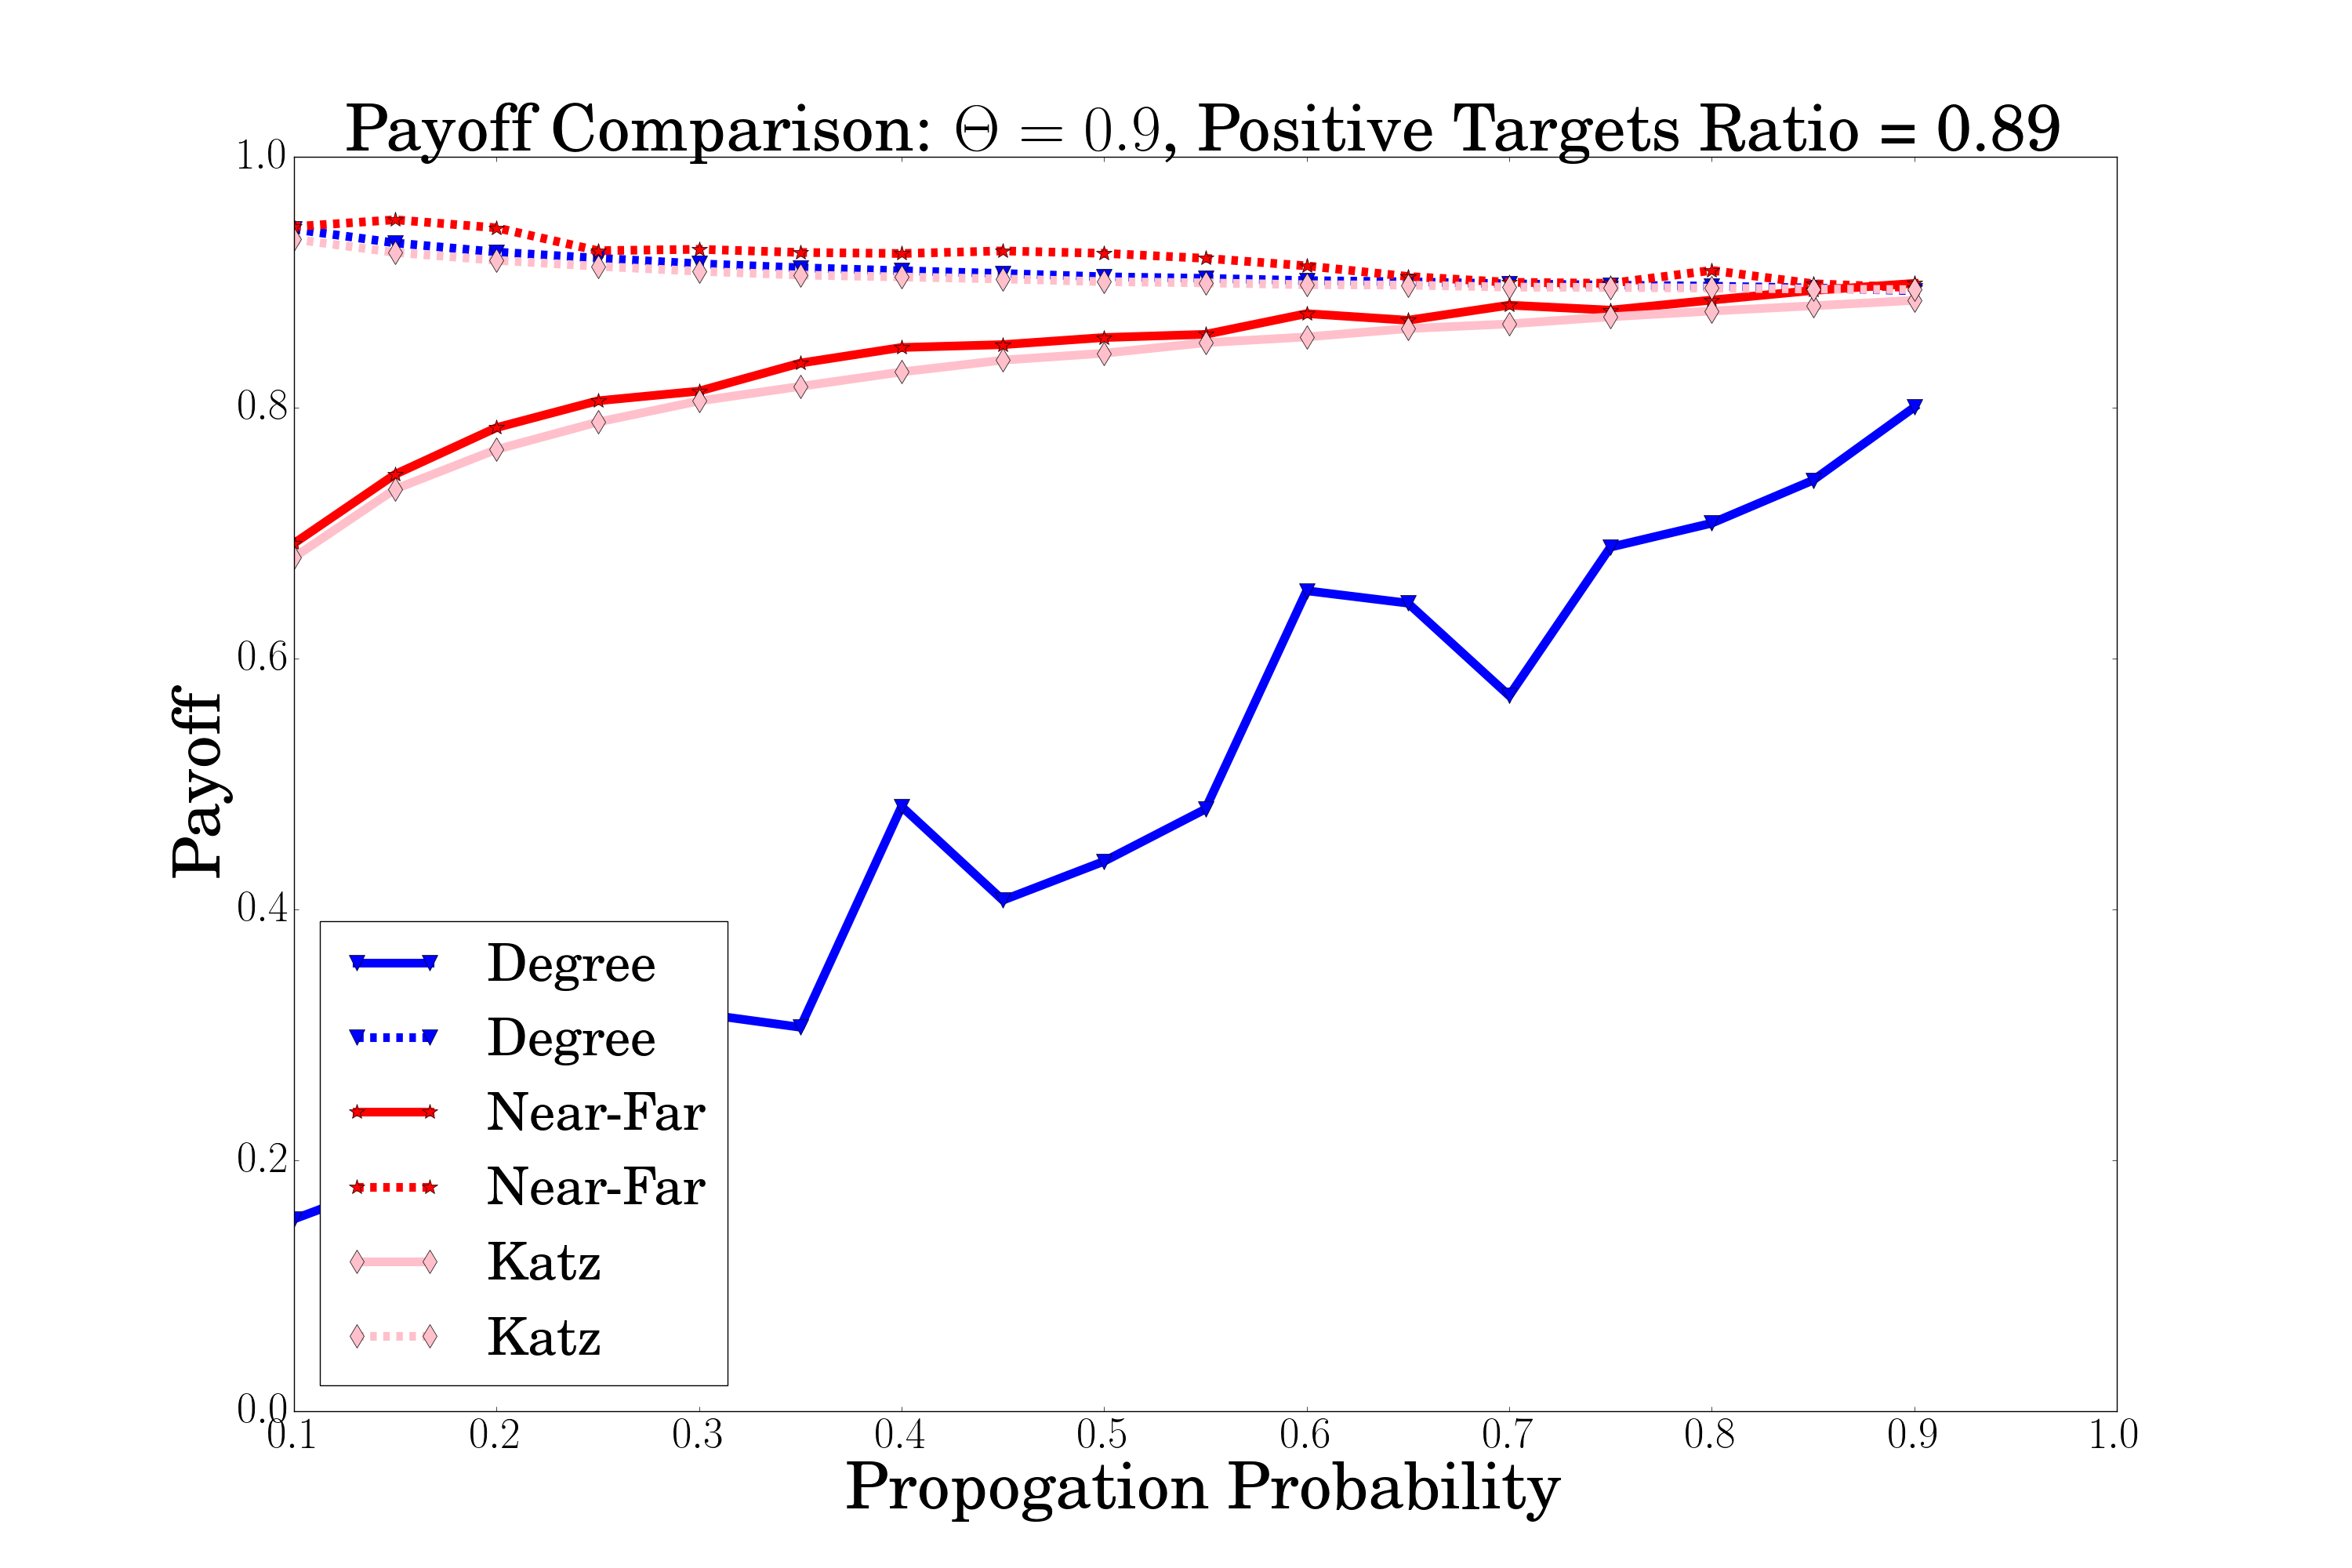 Payoff Comparison: Θ = 0.9, Positive Targets Ratio = 0.89
1.0
0.8
0.6
0.4
0.2
0.0
Payoff
Degree
Degree
Near-Far
Near-Far
Katz
Katz
0.1 0.2 0.3 0.4 0.5 0.6 0.7 0.8 0.9 1.0
Propogation Probability